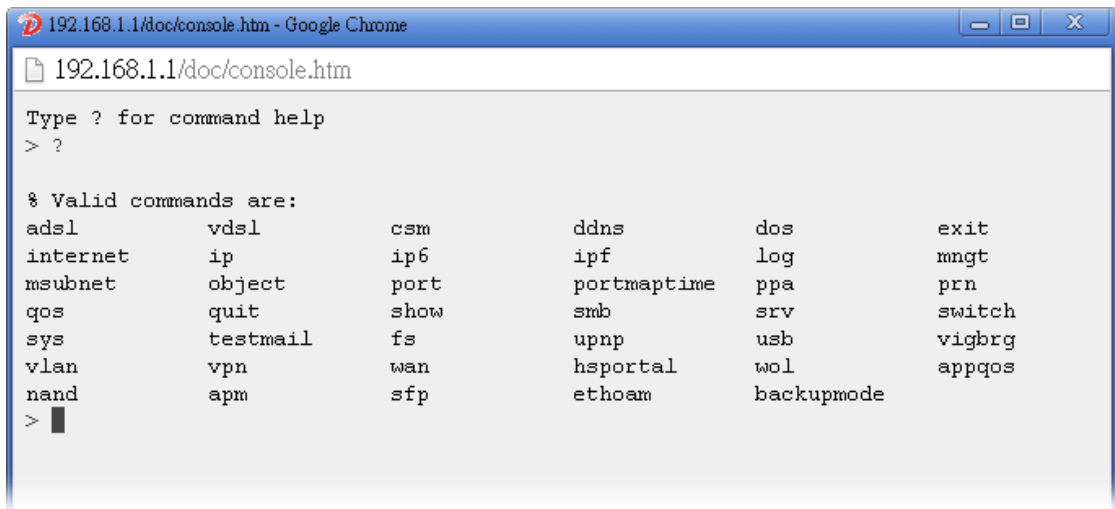 192.168.1.1/doc/console.htm - Google Chrome
192.168.1.1/doc/console.htm
Type ? for command help
> ?
% Valid commands are:
adsl vdsl csm ddns dos exit
internet ip ip6 ipf log mngt
msubnet object port portmaptime ppa prn
qos quit show smb srv switch
sys testmail fs upnp usb vigbrg
vlan vpn wan hsportal wol appqos
nand apm sfp ethoam backupmode
>